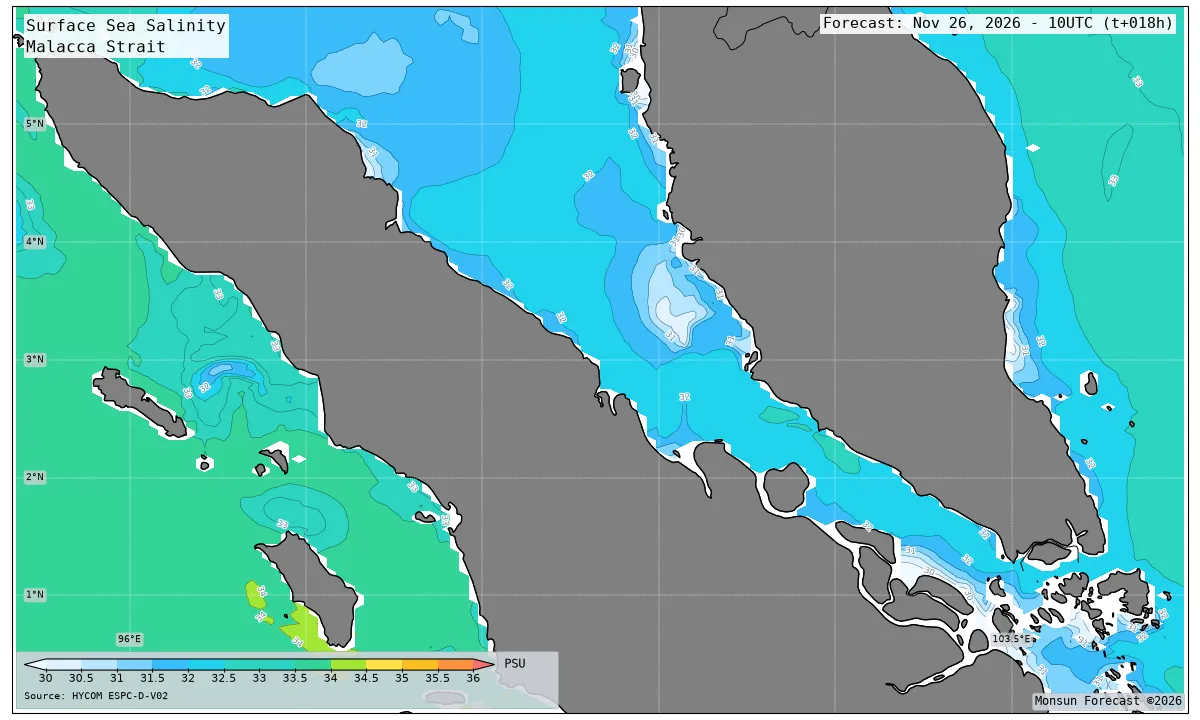 Surface Sea Salinity
Malacca Strait
Forecast: Nov 26, 2026 - 10UTC (t+018h)
5°N
4°N
3°N
2°N
1°N
96°E
103.5°E
PSU
30 30.5 31 31.5 32 32.5 33 33.5 34 34.5 35 35.5 36
Source: HYCOM ESPC-D-V02
Monsun Forecast ©2026